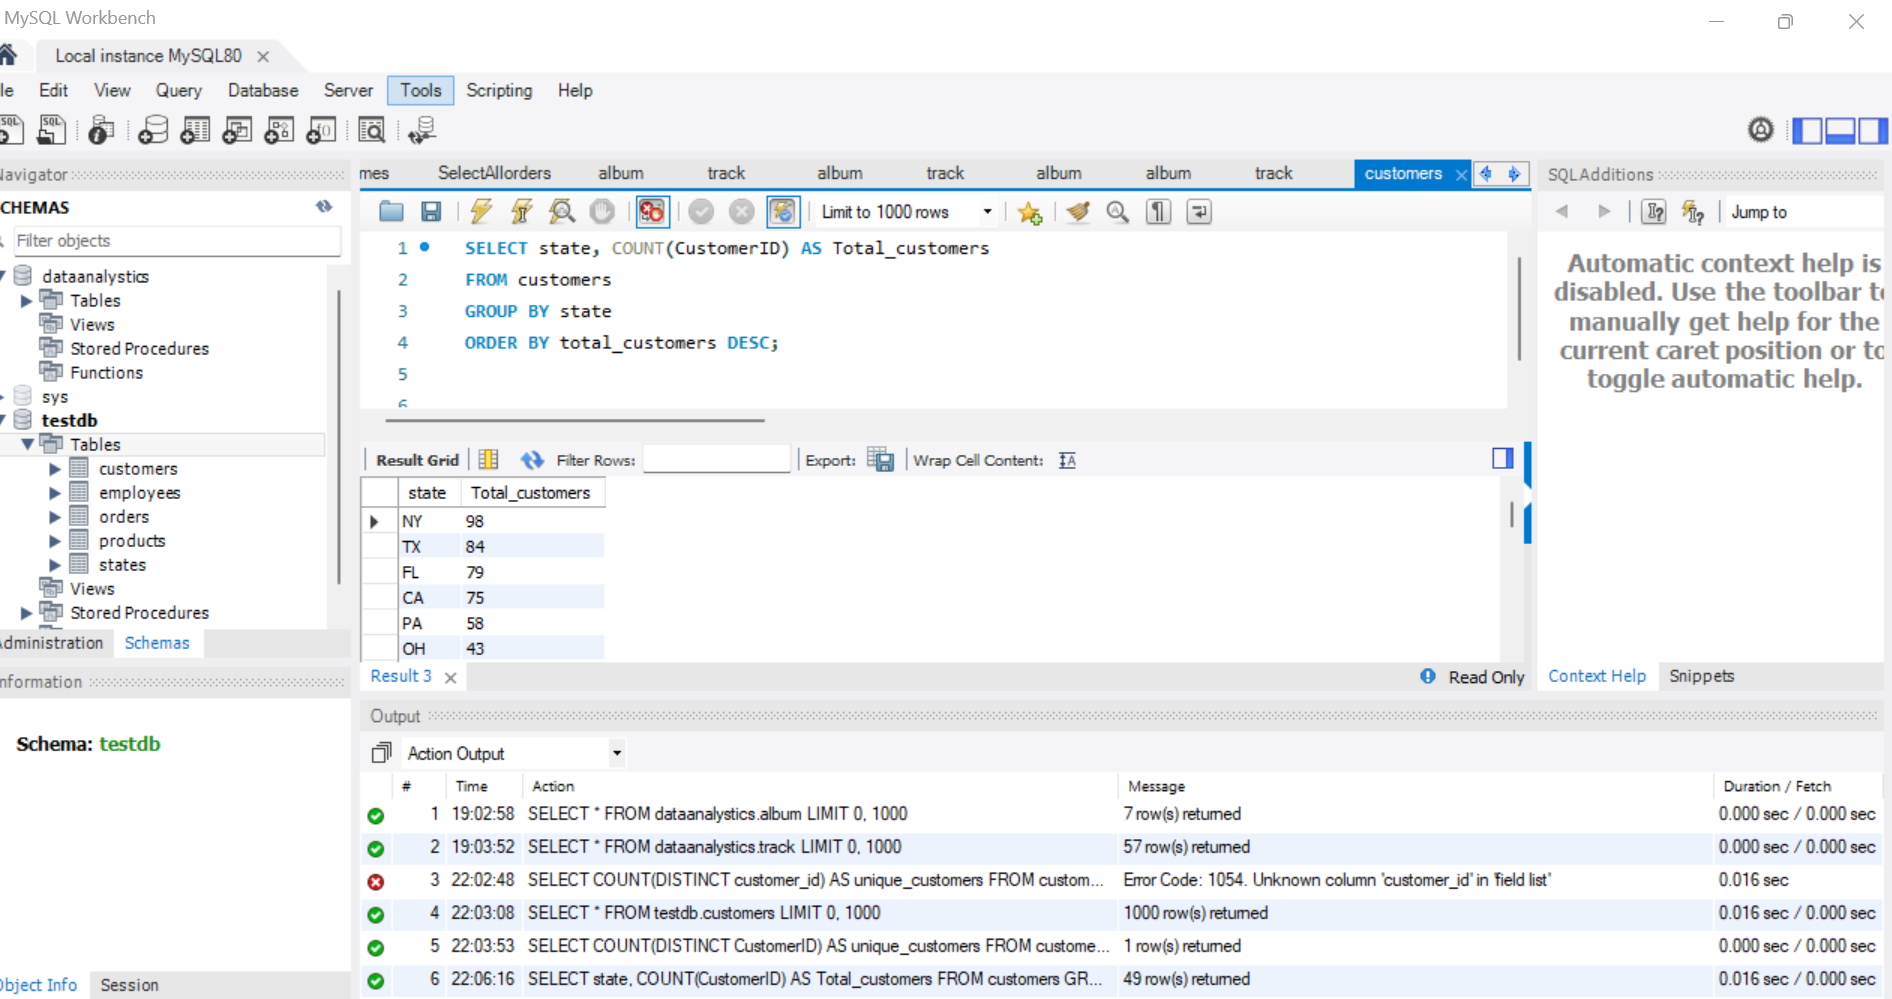 MySQL Workbench
Local instance MySQL80
le Edit View Query Database Server Tools Scripting Help
Navigator
CHEMAS
Filter objects
dataanalystics
Tables
Views
Stored Procedures
Functions
sys
testdb
Tables
customers
employees
orders
products
states
Views
Stored Procedures
Administration Schemas
nformation
Schema: testdb
Object Info Session
mes SelectAllorders album track album track album album track customers
Limit to 1000 rows
1 SELECT state, COUNT(CustomerID) AS Total_customers
2 FROM customers
3 GROUP BY state
4 ORDER BY total_customers DESC;
5
6
Result Grid Filter Rows: Export: Wrap Cell Content:
state Total_customers
NY 98
TX 84
FL 79
CA 75
PA 58
OH 43
Result 3 Read Only
SQLAdditions
Jump to
Automatic context help is
disabled. Use the toolbar to
manually get help for the
current caret position or to
toggle automatic help.
Context Help Snippets
Output
Action Output
# Time Action Message Duration / Fetch
1 19:02:58 SELECT * FROM dataanalystics.album LIMIT 0, 1000 7 row(s) returned 0.000 sec / 0.000 sec
2 19:03:52 SELECT * FROM dataanalystics.track LIMIT 0, 1000 57 row(s) returned 0.000 sec / 0.000 sec
3 22:02:48 SELECT COUNT(DISTINCT customer_id) AS unique_customers FROM custom... Error Code: 1054. Unknown column 'customer_id' in 'field list' 0.016 sec
4 22:03:08 SELECT * FROM testdb.customers LIMIT 0, 1000 1000 row(s) returned 0.016 sec / 0.000 sec
5 22:03:53 SELECT COUNT(DISTINCT CustomerID) AS unique_customers FROM custome... 1 row(s) returned 0.016 sec / 0.000 sec
6 22:06:16 SELECT state, COUNT(CustomerID) AS Total_customers FROM customers GR... 49 row(s) returned 0.016 sec / 0.000 sec